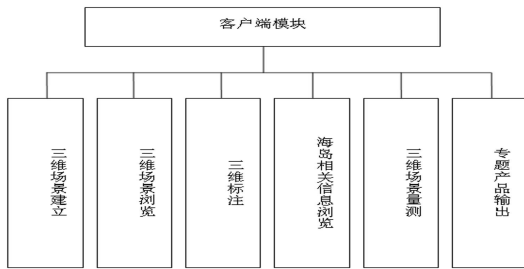 客户端模块
三维场景建立
三维场景浏览
三维标注
海岛相关信息浏览
三维场景量测
专题产品输出